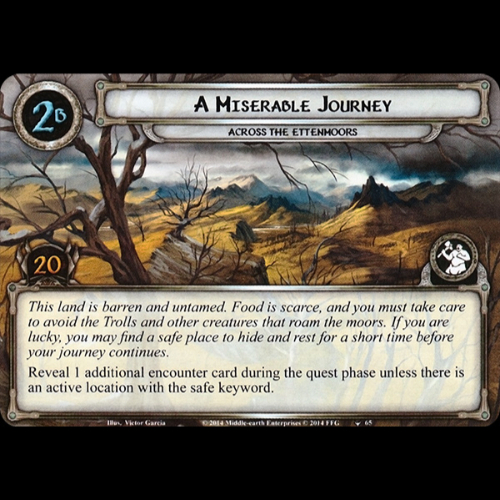 2B
A Miserable Journey
Across the Ettenmoors
20
This land is barren and untamed. Food is scarce, and you must take care
to avoid the Trolls and other creatures that roam the moors. If you are
lucky, you may find a safe place to hide and rest for a short time before
your journey continues.
Reveal 1 additional encounter card during the quest phase unless there is
an active location with the safe keyword.
Illus. Victor Garcia ©2014 Middle-earth Enterprises © 2014 FFG 65